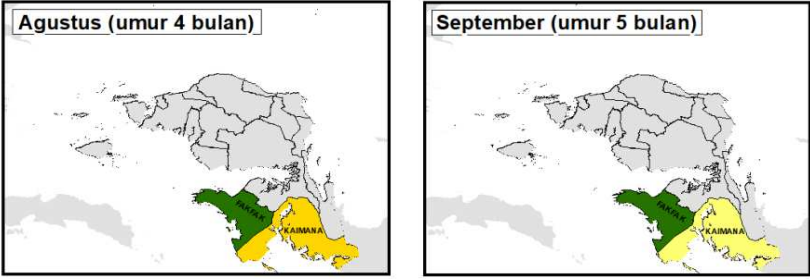 Agustus (umur 4 bulan)
FAKFAK
KAIMANA
September (umur 5 bulan)
FAKFAK
KAIMANA